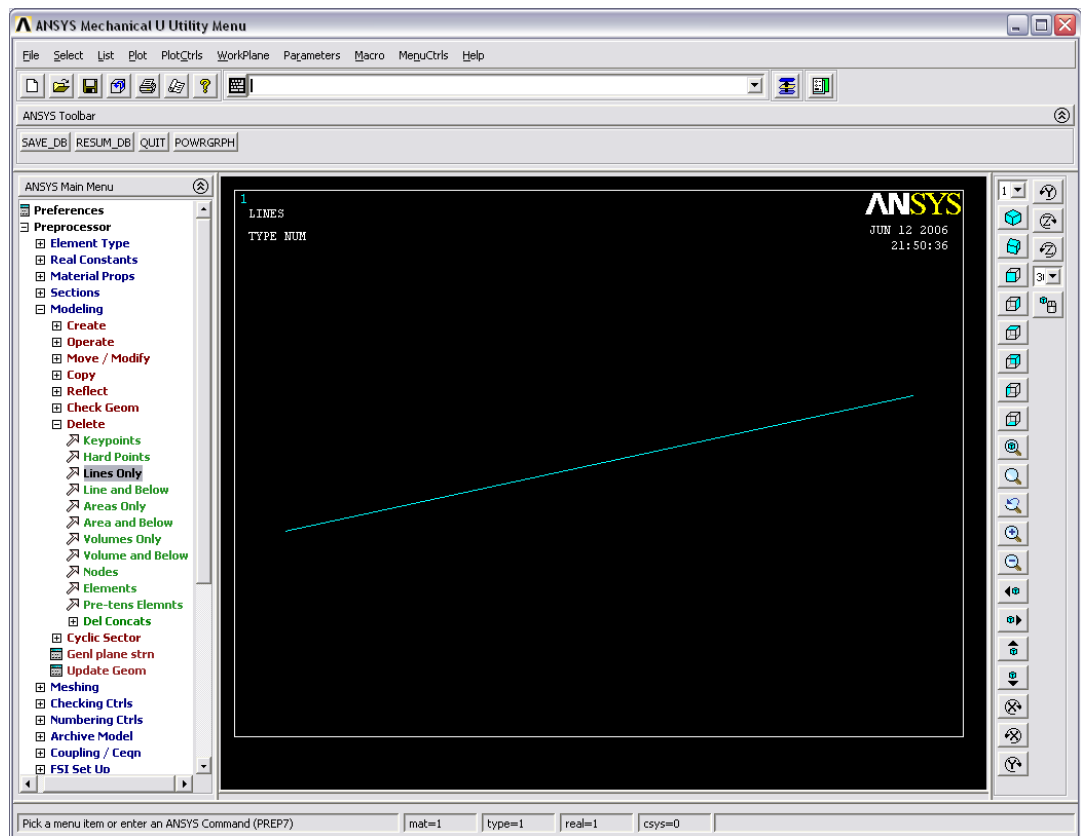 ANSYS Mechanical U Utility Menu
File Select List Plot PlotCtrls WorkPlane Parameters Macro MenuCtrls Help
ANSYS Toolbar
SAVE_DB RESUM_DB QUIT POWRGRPH
ANSYS Main Menu
Preferences
Preprocessor
Element Type
Real Constants
Material Props
Sections
Modeling
Create
Operate
Move / Modify
Copy
Reflect
Check Geom
Delete
Keypoints
Hard Points
Lines Only
Line and Below
Areas Only
Area and Below
Volumes Only
Volume and Below
Nodes
Elements
Pre-tens Elemnts
Del Concats
Cyclic Sector
Genl plane strn
Update Geom
Meshing
Checking Ctrls
Numbering Ctrls
Archive Model
Coupling / Ceqn
FSI Set Up
1
LINES
TYPE NUM
ANSYS
JUN 12 2006
21:50:36
1
Y
Z
Z
X
X
Y
Pick a menu item or enter an ANSYS Command (PREP7) mat=1 type=1 real=1 csys=0